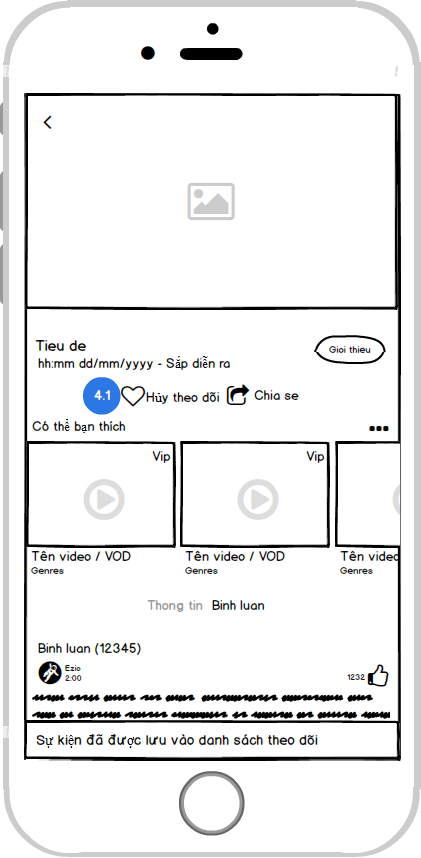 Tieu de
Gioi thieu
hh:mm dd/mm/yyyy - Sắp diễn ra
4.1 Hủy theo dõi Chia se
Có thể bạn thích
Vip Vip
Tên video / VOD Tên video / VOD Tên video
Genres Genres Genres
Thong tin Binh luan
Binh luan (12345)
Ezio
2:00
1232
Sự kiện đã được lưu vào danh sách theo dõi